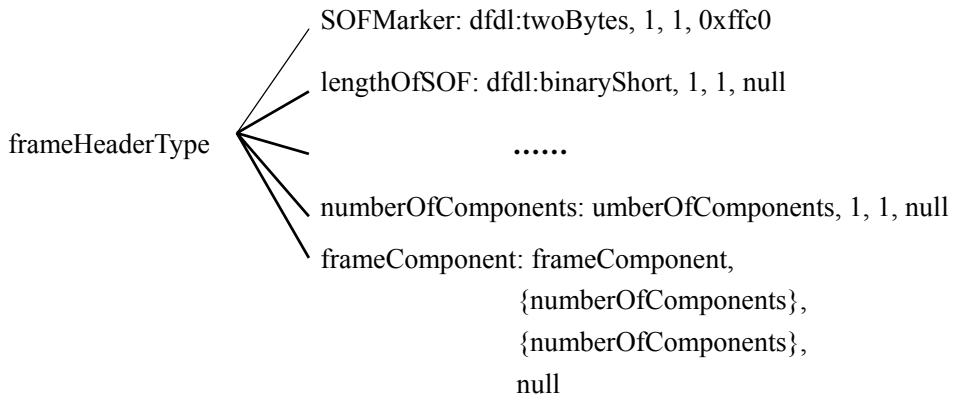 SOFMarker: dfdl:twoBytes, 1, 1, 0xffc0
lengthOfSOF: dfdl:binaryShort, 1, 1, null
frameHeaderType
......
numberOfComponents: umberOfComponents, 1, 1, null
frameComponent: frameComponent,
{numberOfComponents},
{numberOfComponents},
null